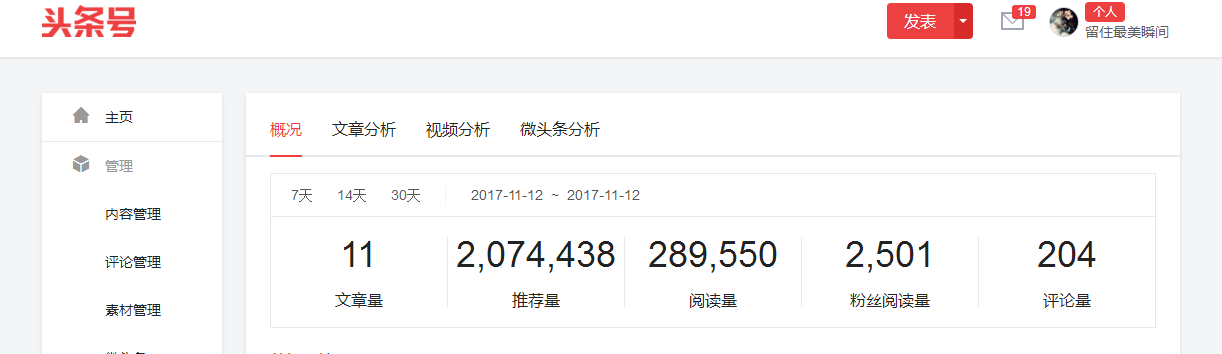 头条号
发表
19
个人
留住最美瞬间
主页
管理
内容管理
评论管理
素材管理
概况 文章分析 视频分析 微头条分析
7天 14天 30天 2017-11-12 ~ 2017-11-12
11 2,074,438 289,550 2,501 204
文章量 推荐量 阅读量 粉丝阅读量 评论量